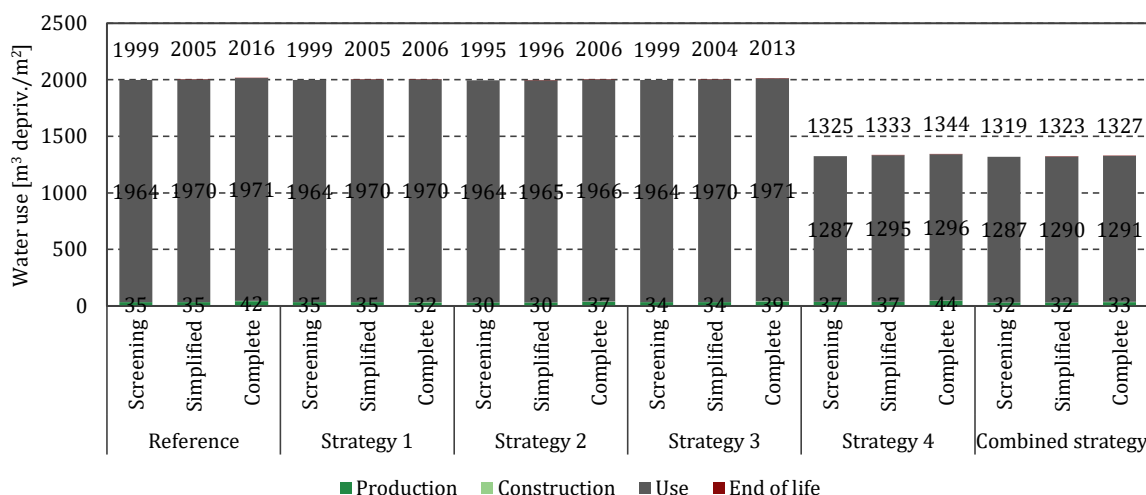 2500
1999 2005 2016 1999 2005 2006 1995 1996 2006 1999 2004 2013
2000
1500
1325 1333 1344 1319 1323 1327
1964 1970 1971 1964 1970 1970 1964 1965 1966 1964 1970 1971
1000
1287 1295 1296 1287 1290 1291
500
0
35 35 42 35 35 32 30 30 37 34 34 39 37 37 44 32 32 33
Water use [m³ depriv./m²]
Screening Simplified Complete Screening Simplified Complete Screening Simplified Complete Screening Simplified Complete Screening Simplified Complete Screening Simplified Complete
Reference Strategy 1 Strategy 2 Strategy 3 Strategy 4 Combined strategy
Production Construction Use End of life